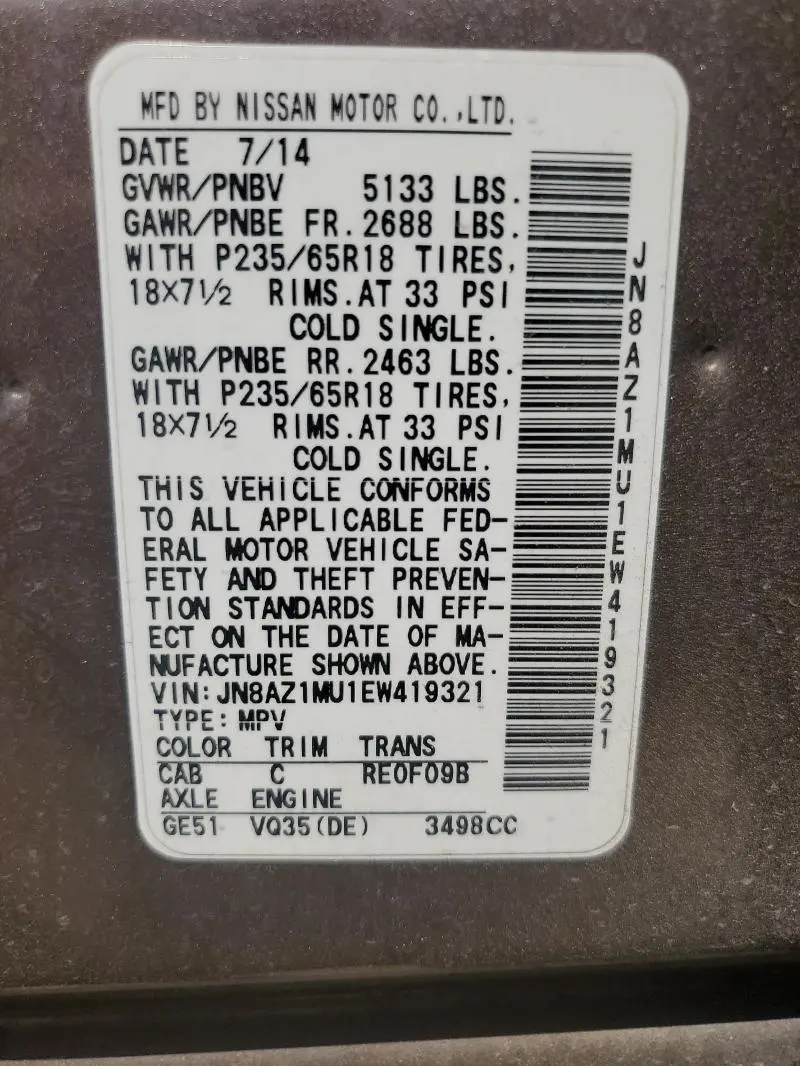 MFD BY NISSAN MOTOR CO.,LTD.
DATE 7/14
GVWR/PNBV 5133 LBS.
GAWR/PNBE FR.2688 LBS.
WITH P235/65R18 TIRES,
18X7½ RIMS.AT 33 PSI
COLD SINGLE.
GAWR/PNBE RR.2463 LBS.
WITH P235/65R18 TIRES,
18X7½ RIMS.AT 33 PSI
COLD SINGLE.
THIS VEHICLE CONFORMS
TO ALL APPLICABLE FED-
ERAL MOTOR VEHICLE SA-
FETY AND THEFT PREVEN-
TION STANDARDS IN EFF-
ECT ON THE DATE OF MA-
NUFACTURE SHOWN ABOVE.
VIN:JN8AZ1MU1EW419321
TYPE: MPV
COLOR TRIM TRANS
CAB C RE0F09B
AXLE ENGINE
GE51 VQ35(DE) 3498CC
JN8AZ1MU1EW419321